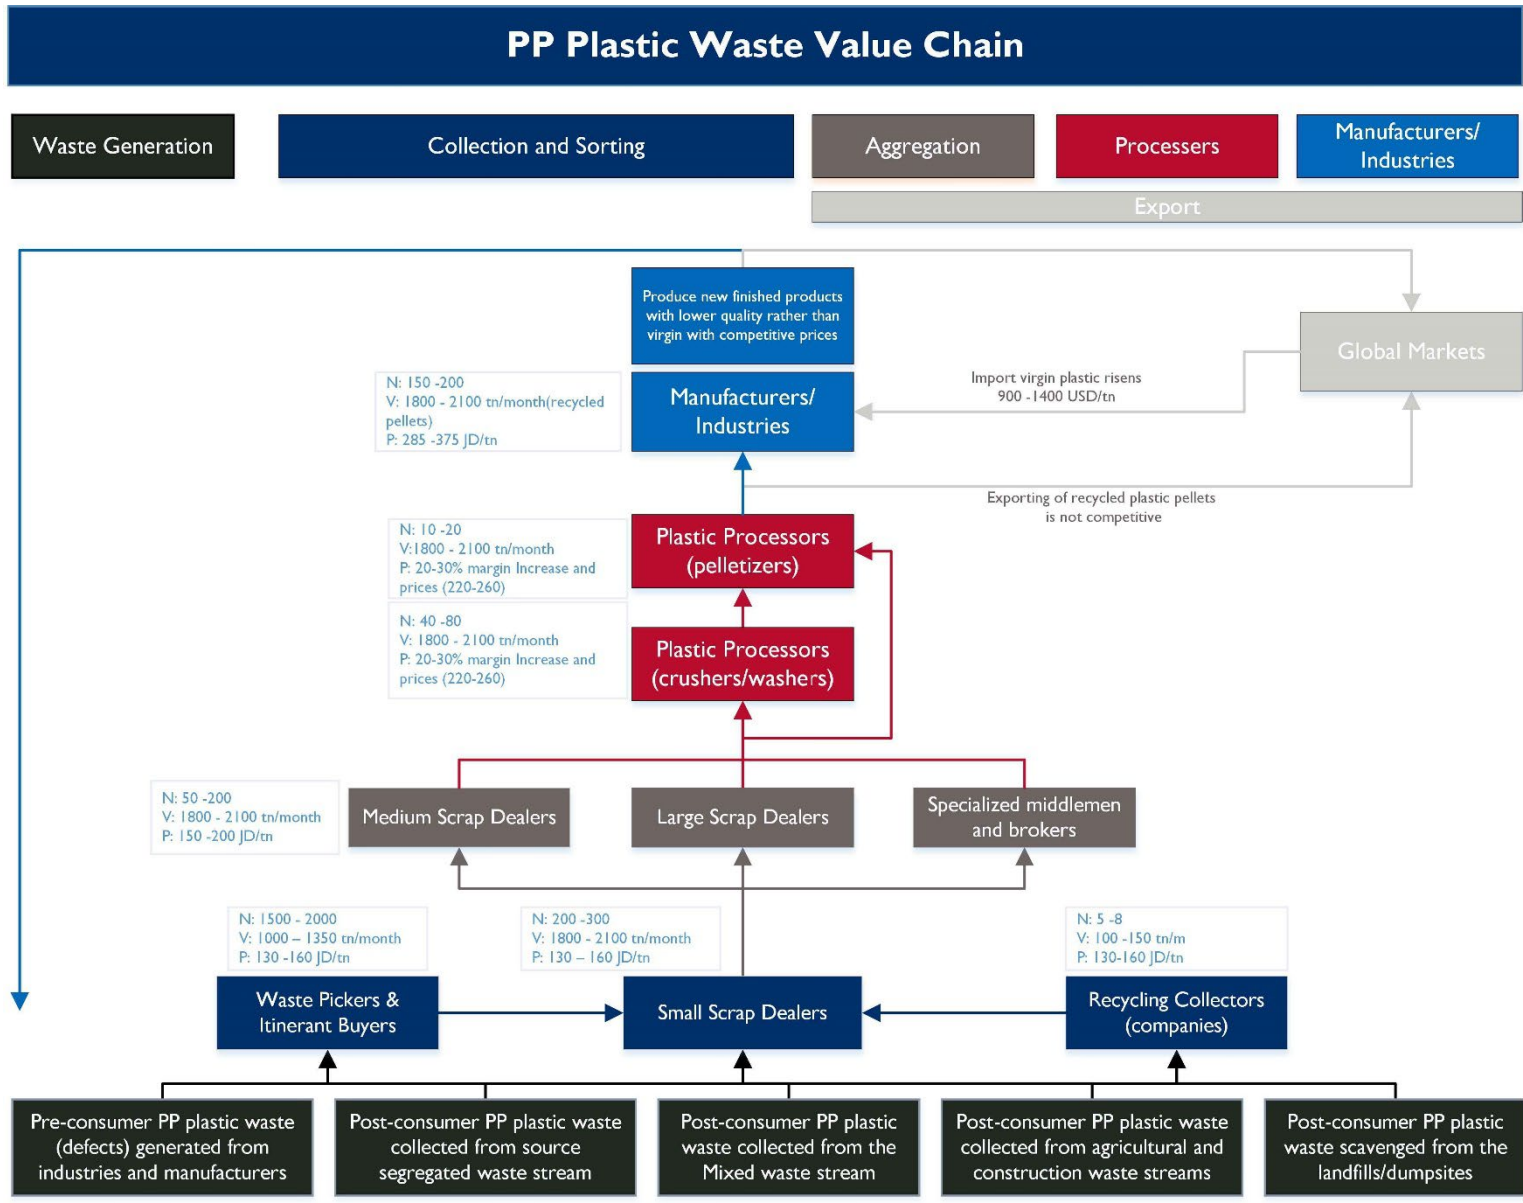 PP Plastic Waste Value Chain
Waste Generation
Collection and Sorting
Aggregation
Processers
Manufacturers/
Industries
Export
Produce new finished products
with lower quality rather than
virgin with competitive prices
Global Markets
Import virgin plastic risens
900 -1400 USD/tn
N: 150 -200
V: 1800 - 2100 tn/month(recycled
pellets)
P: 285 -375 JD/tn
Manufacturers/
Industries
Exporting of recycled plastic pellets
is not competitive
N: 10 -20
V:1800 - 2100 tn/month
P: 20-30% margin Increase and
prices (220-260)
Plastic Processors
(pelletizers)
N: 40 -80
V: 1800 - 2100 tn/month
P: 20-30% margin Increase and
prices (220-260)
Plastic Processors
(crushers/washers)
N: 50 -200
V: 1800 - 2100 tn/month
P: 150 -200 JD/tn
Medium Scrap Dealers
Large Scrap Dealers
Specialized middlemen
and brokers
N: 1500 - 2000
V: 1000 – 1350 tn/month
P: 130 -160 JD/tn
N: 200 -300
V: 1800 - 2100 tn/month
P: 130 – 160 JD/tn
N: 5 -8
V: 100 -150 tn/m
P: 130-160 JD/tn
Waste Pickers &
Itinerant Buyers
Small Scrap Dealers
Recycling Collectors
(companies)
Pre-consumer PP plastic waste
(defects) generated from
industries and manufacturers
Post-consumer PP plastic waste
collected from source
segregated waste stream
Post-consumer PP plastic
waste collected from the
Mixed waste stream
Post-consumer PP plastic waste
collected from agricultural and
construction waste streams
Post-consumer PP plastic
waste scavenged from the
landfills/dumpsites